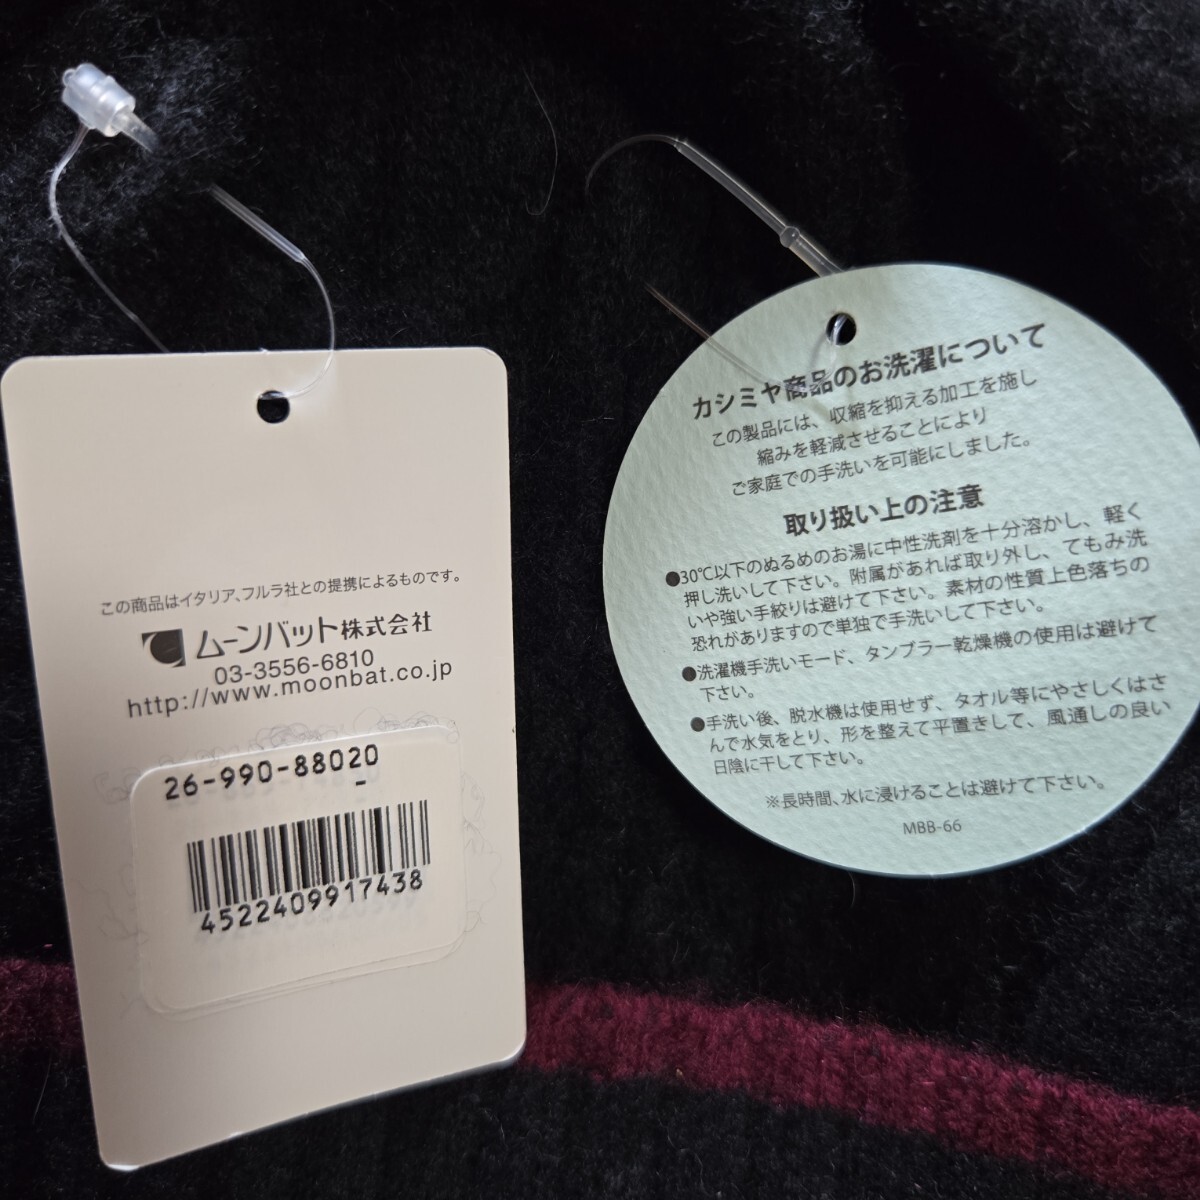 この商品はイタリア、フルラ社との提携によるものです。
ムーンバット株式会社
03-3556-6810
http://www.moonbat.co.jp
26-990-88020
4522409917438
カシミヤ商品のお洗濯について
この製品には、収縮を抑える加工を施し
縮みを軽減させることにより
ご家庭での手洗いを可能にしました。
取り扱い上の注意
●30℃以下のぬるめのお湯に中性洗剤を十分溶かし、軽く
押し洗いして下さい。附属があれば取り外し、てもみ洗
いや強い手絞りは避けて下さい。素材の性質上色落ちの
恐れがありますので単独で手洗いして下さい。
●洗濯機手洗いモード、タンブラー乾燥機の使用は避けて
下さい。
●手洗い後、脱水機は使用せず、タオル等にやさしくはさ
んで水気をとり、形を整えて平置きして、風通しの良い
日陰に干して下さい。
※長時間、水に浸けることは避けて下さい。
MBB-66